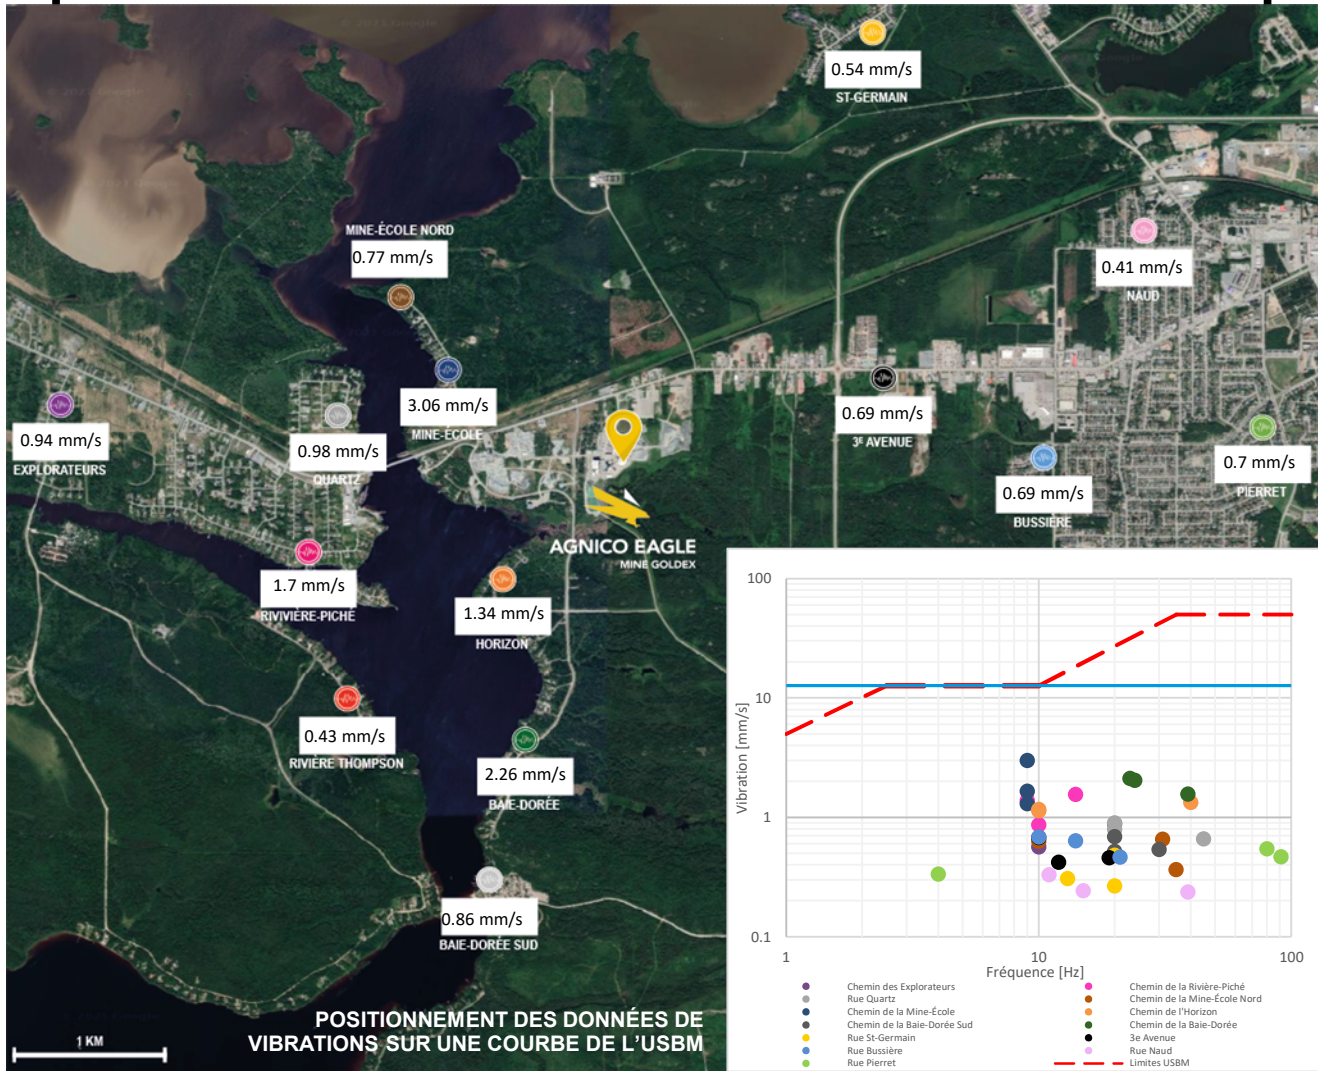 0.54 mm/s
ST-GERMAIN
MINE-ÉCOLE NORD
0.77 mm/s
0.41 mm/s
NAUD
3.06 mm/s
MINE-ÉCOLE
0.94 mm/s
EXPLORATEURS
0.98 mm/s
QUARTZ
0.69 mm/s
3E AVENUE
0.7 mm/s
PIERRET
0.69 mm/s
BUSSIÈRE
AGNICO EAGLE
MINE GOLDEX
1.7 mm/s
RIVIVIÈRE-PICHÉ
1.34 mm/s
HORIZON
0.43 mm/s
RIVIÈRE THOMPSON
2.26 mm/s
BAIE-DORÉE
0.86 mm/s
BAIE-DORÉE SUD
POSITIONNEMENT DES DONNÉES DE
VIBRATIONS SUR UNE COURBE DE L'USBM
1 KM
100
10
1
0.1
Vibration [mm/s]
1 10 100
Fréquence [Hz]
Chemin des Explorateurs
Chemin de la Rivière-Piché
Rue Quartz
Chemin de la Mine-École Nord
Chemin de la Mine-École
Chemin de l'Horizon
Chemin de la Baie-Dorée Sud
Chemin de la Baie-Dorée
Rue St-Germain
3e Avenue
Rue Bussière
Rue Naud
Rue Pierret
Limites USBM